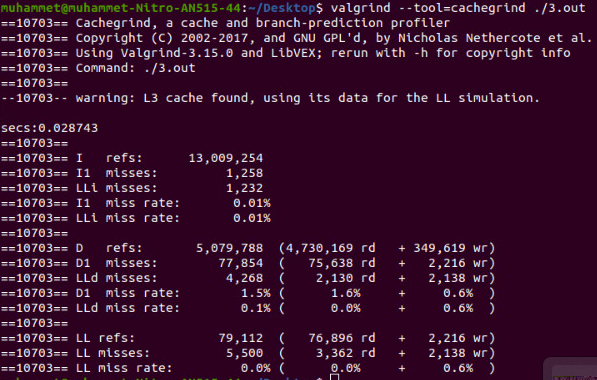 muhammet@muhammet-Nitro-AN515-44:~/Desktop$ valgrind --tool=cachegrind ./3.out
==10703== Cachegrind, a cache and branch-prediction profiler
==10703== Copyright (C) 2002-2017, and GNU GPL'd, by Nicholas Nethercote et al.
==10703== Using Valgrind-3.15.0 and LibVEX; rerun with -h for copyright info
==10703== Command: ./3.out
==10703==
--10703-- warning: L3 cache found, using its data for the LL simulation.
secs:0.028743
==10703==
==10703== I   refs:      13,009,254
==10703== I1  misses:         1,258
==10703== LLi misses:         1,232
==10703== I1  miss rate:       0.01%
==10703== LLi miss rate:       0.01%
==10703==
==10703== D   refs:       5,079,788  (4,730,169 rd   + 349,619 wr)
==10703== D1  misses:        77,854  (   75,638 rd   +   2,216 wr)
==10703== LLd misses:         4,268  (    2,130 rd   +   2,138 wr)
==10703== D1  miss rate:        1.5% (      1.6%     +     0.6%  )
==10703== LLd miss rate:        0.1% (      0.0%     +     0.6%  )
==10703==
==10703== LL refs:           79,112  (   76,896 rd   +   2,216 wr)
==10703== LL misses:          5,500  (    3,362 rd   +   2,138 wr)
==10703== LL miss rate:         0.0% (      0.0%     +     0.6%  )